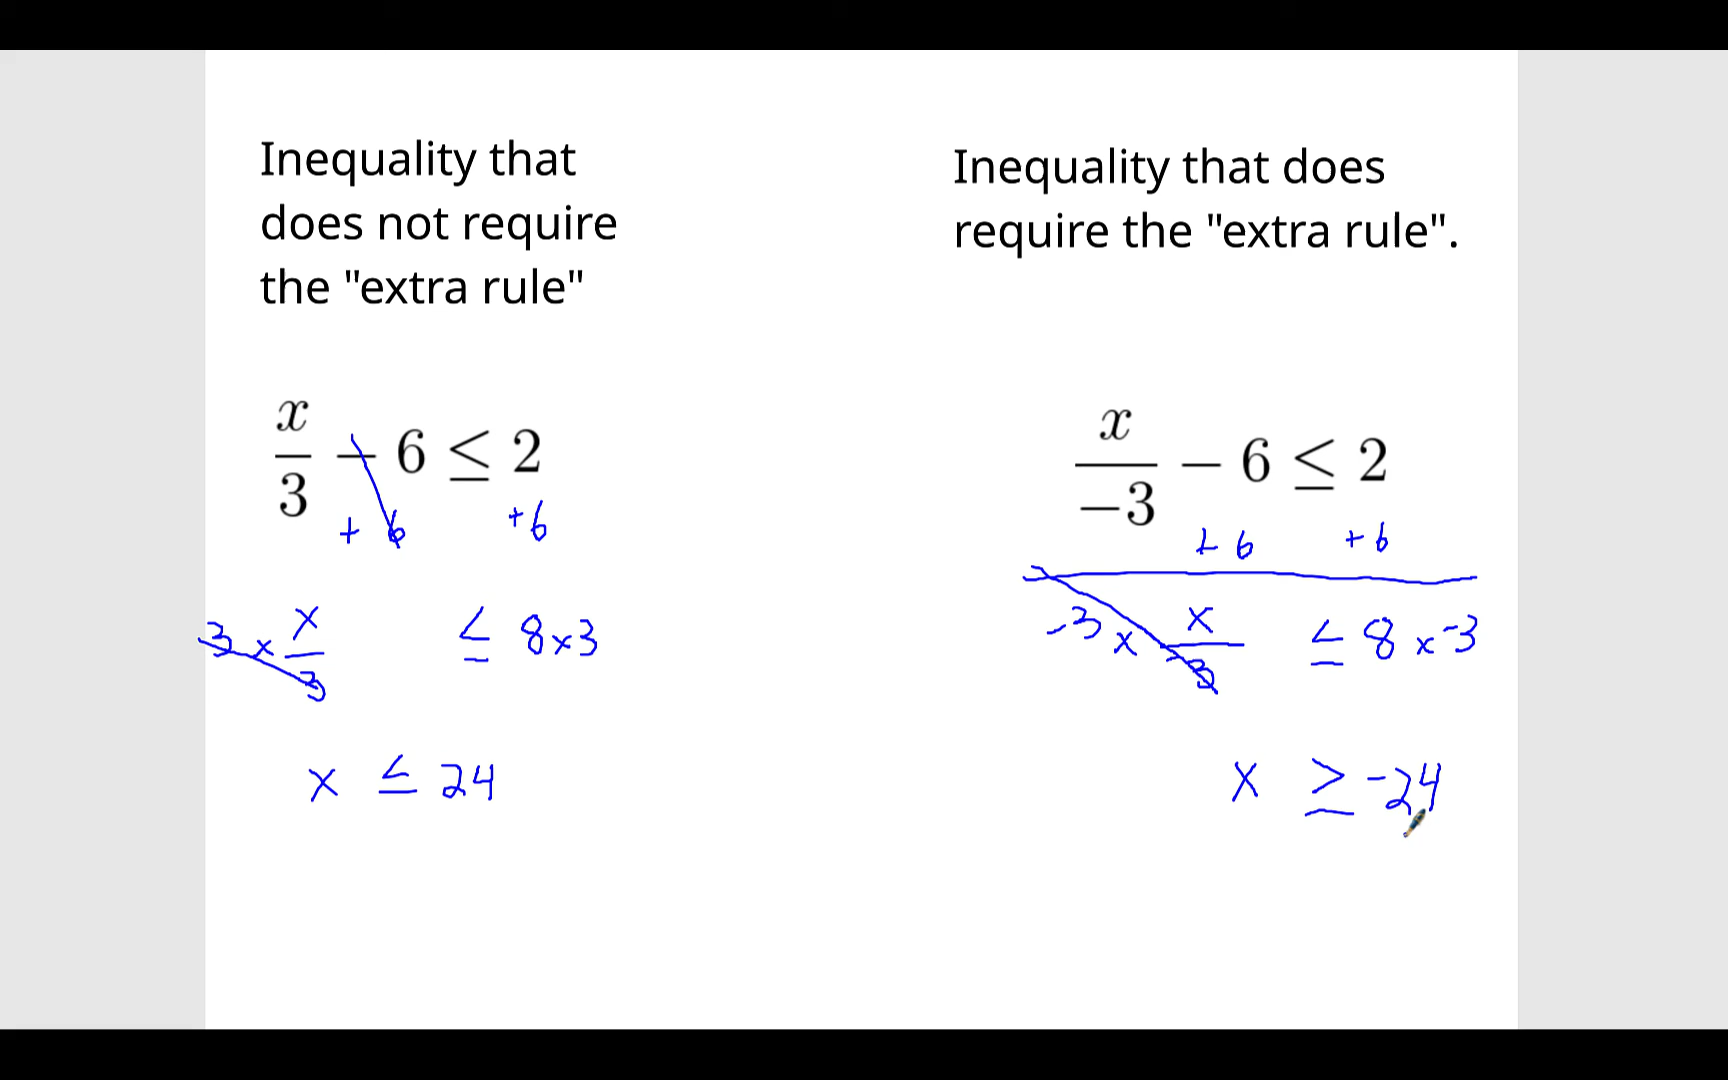 Inequality that
does not require
the "extra rule"
x/3 − 6 ≤ 2
+ 6 +6
3 × x/3 ≤ 8×3
x ≤ 24
Inequality that does
require the "extra rule".
x/−3 − 6 ≤ 2
+ 6 +6
-3 × x/-3 ≤ 8 × -3
x ≥ -24